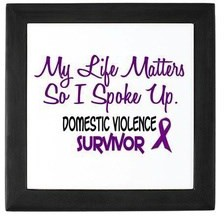 My Life Matters
So I Spoke Up.
DOMESTIC VIOLENCE
SURVIVOR